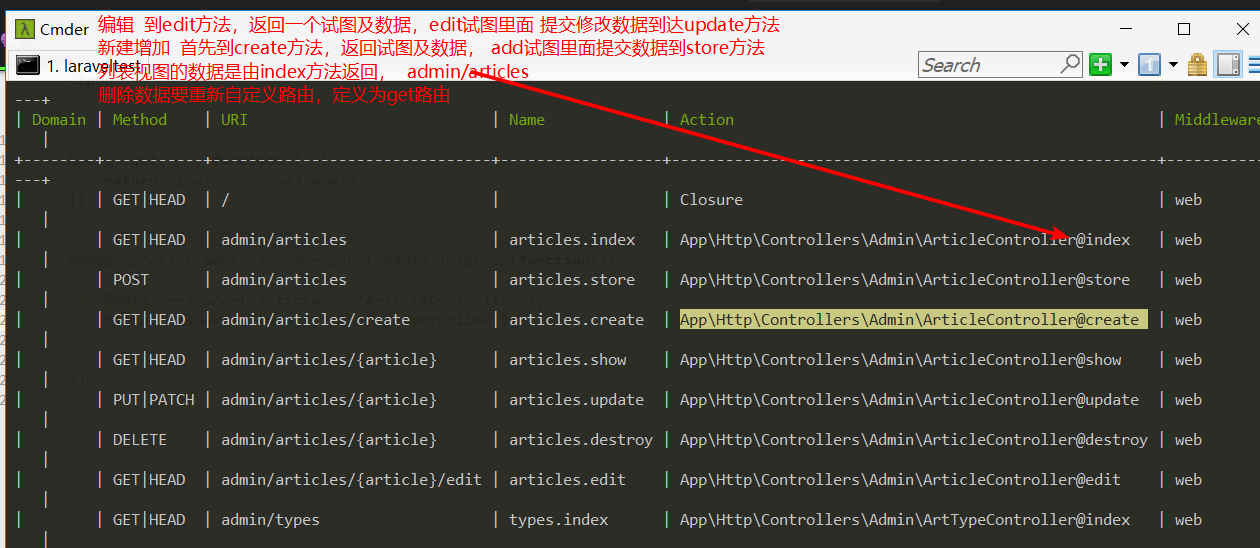 Cmder
编辑 到edit方法，返回一个试图及数据，edit试图里面 提交修改数据到达update方法
新建增加 首先到create方法，返回试图及数据， add试图里面提交数据到store方法
1. laraveltest
列表视图的数据是由index方法返回， admin/articles
Search
删除数据要重新自定义路由，定义为get路由
---+
| Domain | Method | URI | Name | Action | Middleware
|
+--------+-----------+---------------------------------+------------------+----------------------------------------------------------+------------
---+
| | GET|HEAD | / | | Closure | web
|
| | GET|HEAD | admin/articles | articles.index | App\Http\Controllers\Admin\ArticleController@index | web
|
| | POST | admin/articles | articles.store | App\Http\Controllers\Admin\ArticleController@store | web
|
| | GET|HEAD | admin/articles/create | articles.create | App\Http\Controllers\Admin\ArticleController@create | web
|
| | GET|HEAD | admin/articles/{article} | articles.show | App\Http\Controllers\Admin\ArticleController@show | web
|
| | PUT|PATCH | admin/articles/{article} | articles.update | App\Http\Controllers\Admin\ArticleController@update | web
|
| | DELETE | admin/articles/{article} | articles.destroy | App\Http\Controllers\Admin\ArticleController@destroy | web
|
| | GET|HEAD | admin/articles/{article}/edit | articles.edit | App\Http\Controllers\Admin\ArticleController@edit | web
|
| | GET|HEAD | admin/types | types.index | App\Http\Controllers\Admin\ArtTypeController@index | web
|